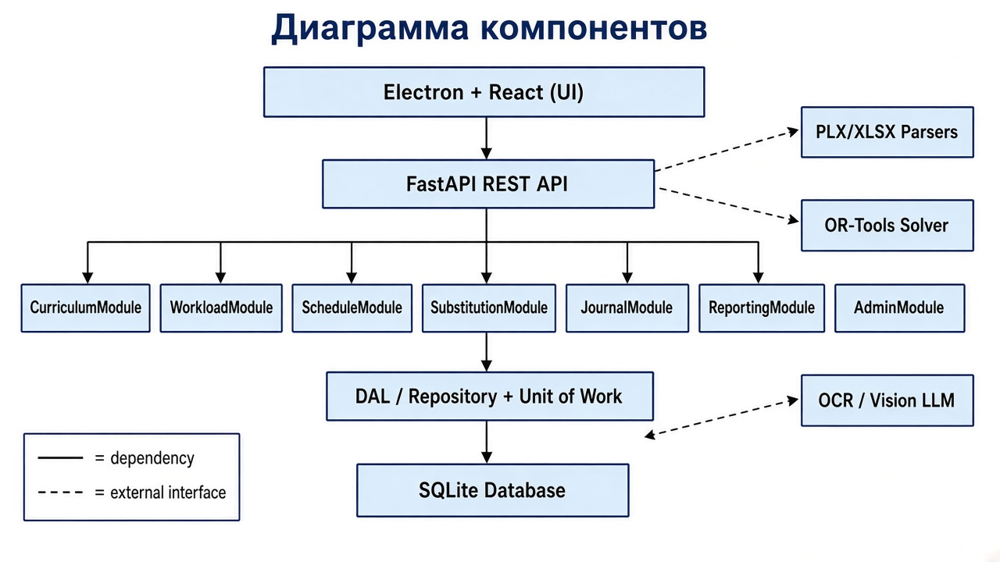 Диаграмма компонентов
Electron + React (UI)
PLX/XLSX Parsers
FastAPI REST API
OR-Tools Solver
CurriculumModule
WorkloadModule
ScheduleModule
SubstitutionModule
JournalModule
ReportingModule
AdminModule
DAL / Repository + Unit of Work
OCR / Vision LLM
= dependency
= external interface
SQLite Database